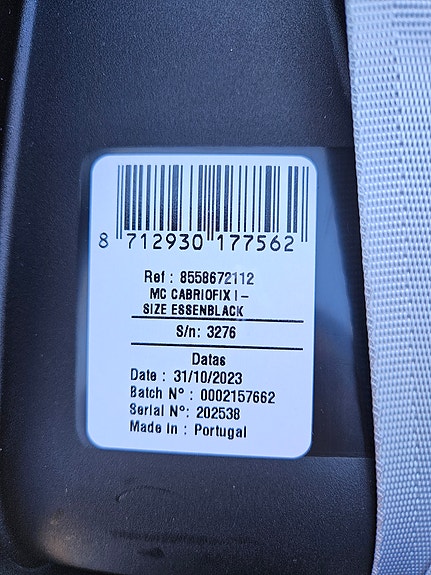 8 712930 177562
Ref : 8558672112
MC CABRIOFIX I -
SIZE ESSENBLACK
S/n: 3276
Datas
Date : 31/10/2023
Batch N° : 0002157662
Serial N°: 202538
Made In : Portugal